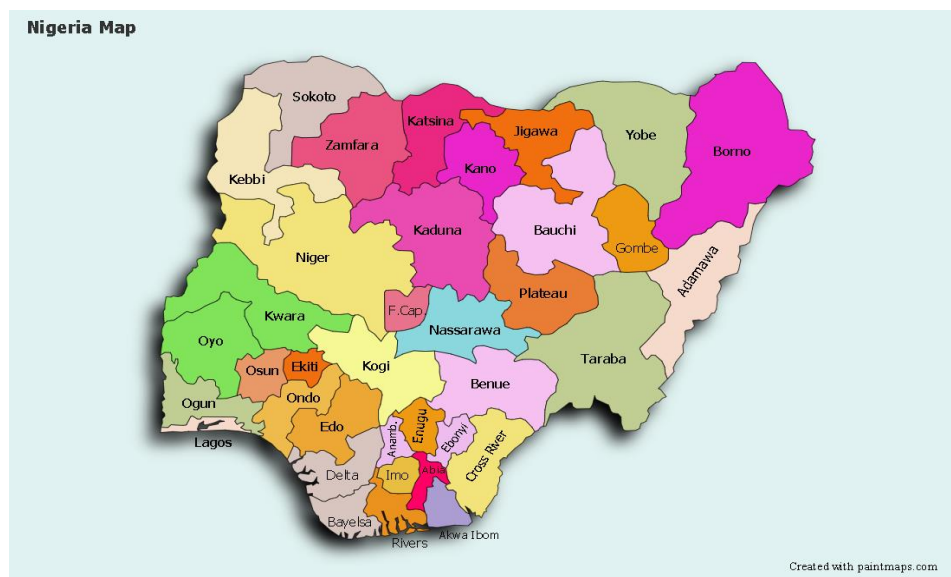 Nigeria Map
Sokoto
Katsina
Zamfara
Jigawa
Yobe
Borno
Kano
Kebbi
Kaduna
Bauchi
Gombe
Niger
Adamawa
Plateau
F.Cap.
Kwara
Nassarawa
Oyo
Taraba
Kogi
Osun
Ekiti
Benue
Ondo
Ogun
Edo
Anamb.
Enugu
Ebonyi
Lagos
Cross River
Delta
Imo
Abia
Bayelsa
Rivers
Akwa Ibom
Created with paintmaps.com